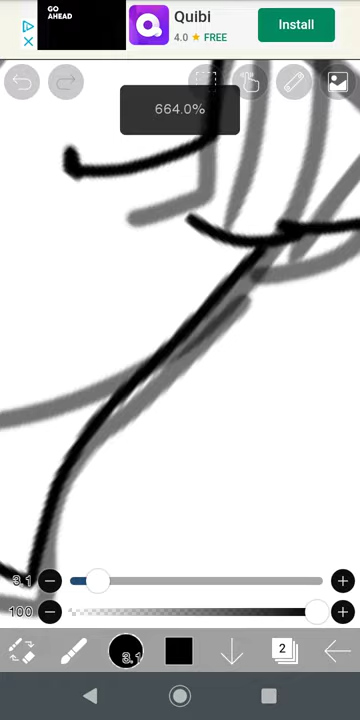 GO
AHEAD
Quibi
4.0 ★ FREE
Install
664.0%
3.1
100
3.1
2